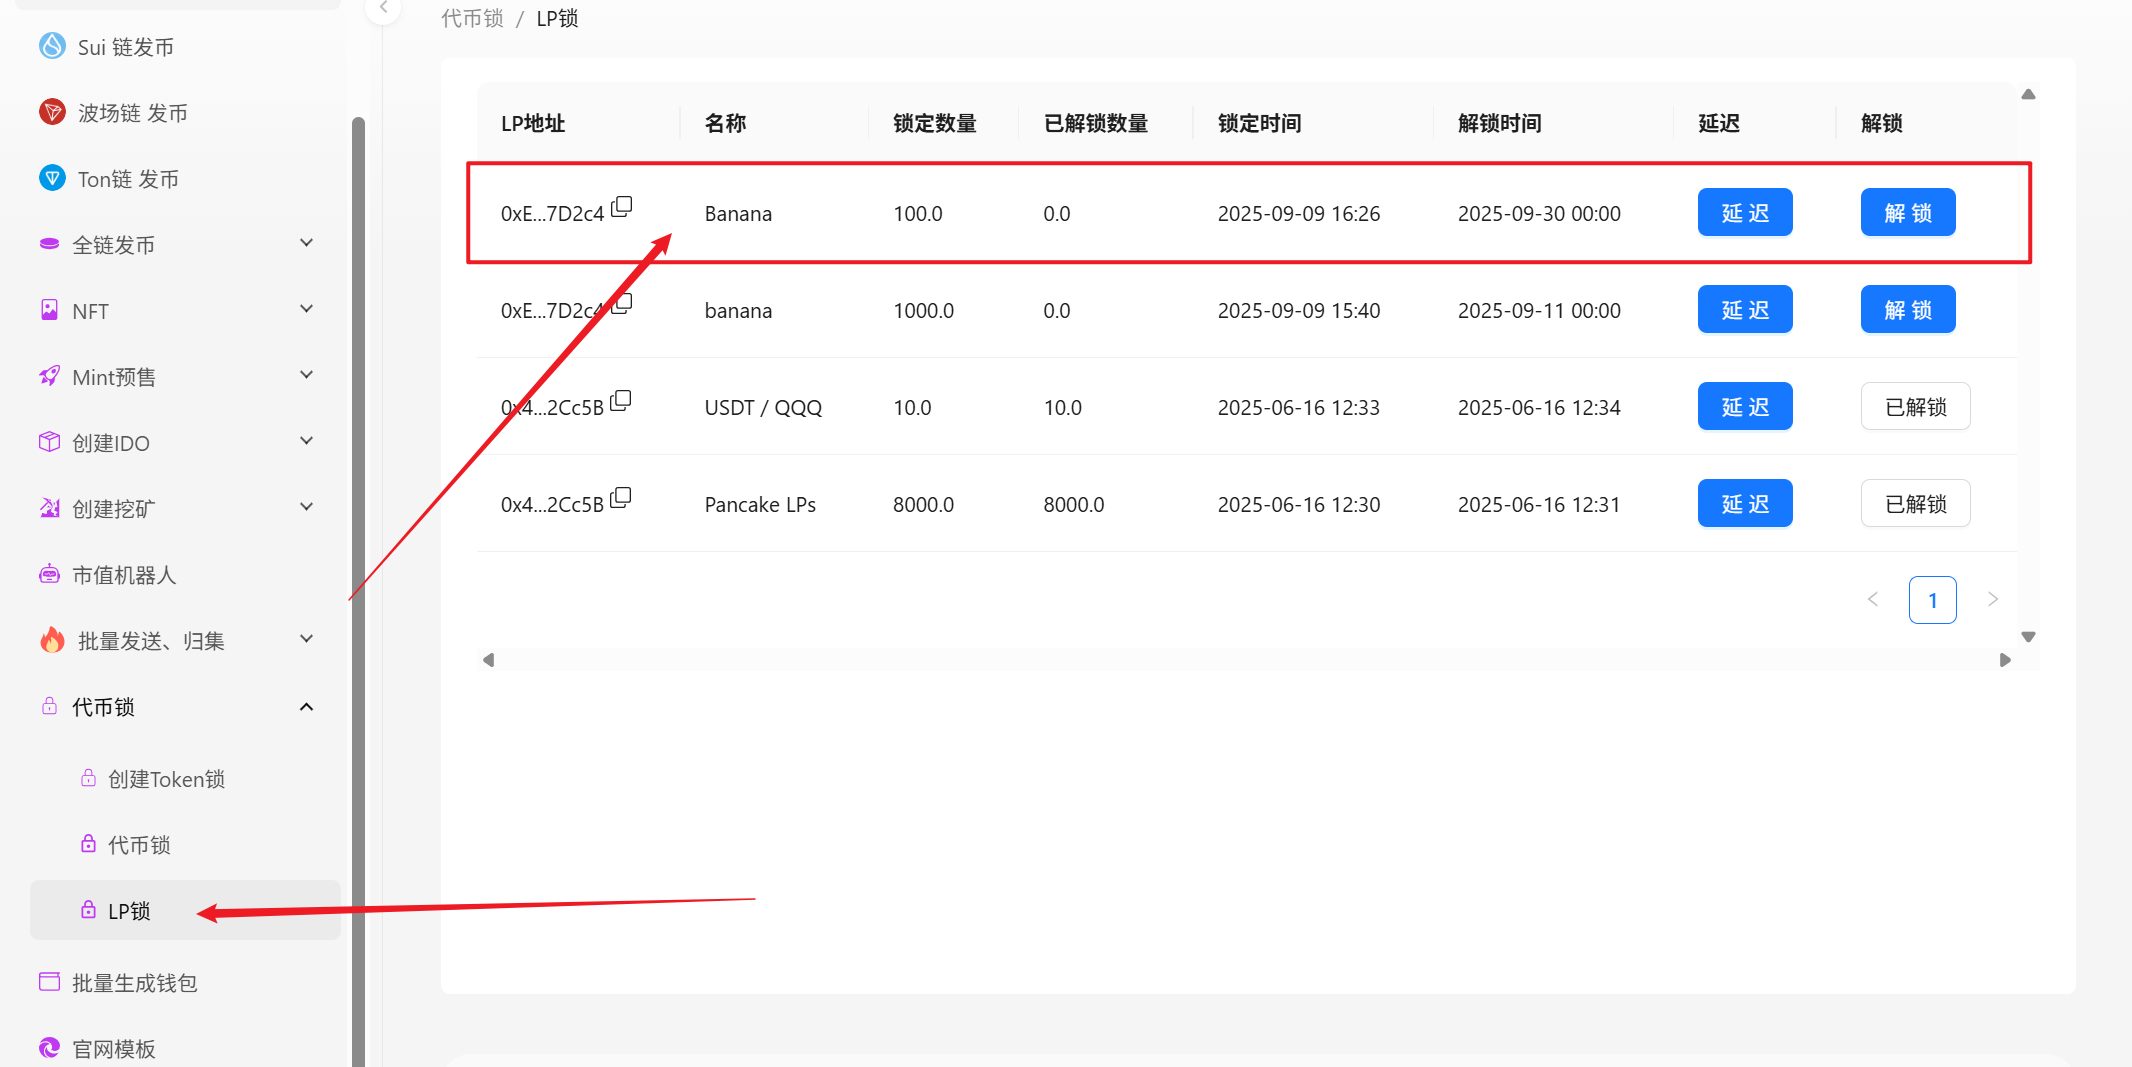 Sui 链发币
波场链 发币
Ton链 发币
全链发币
NFT
Mint预售
创建IDO
创建挖矿
市值机器人
批量发送、归集
代币锁
创建Token锁
代币锁
LP锁
批量生成钱包
官网模板
代币锁 / LP锁
LP地址 名称 锁定数量 已解锁数量 锁定时间 解锁时间 延迟 解锁
0xE...7D2c4 Banana 100.0 0.0 2025-09-09 16:26 2025-09-30 00:00 延 迟 解 锁
0xE...7D2c4 banana 1000.0 0.0 2025-09-09 15:40 2025-09-11 00:00 延 迟 解 锁
0x4...2Cc5B USDT / QQQ 10.0 10.0 2025-06-16 12:33 2025-06-16 12:34 延 迟 已解锁
0x4...2Cc5B Pancake LPs 8000.0 8000.0 2025-06-16 12:30 2025-06-16 12:31 延 迟 已解锁
1